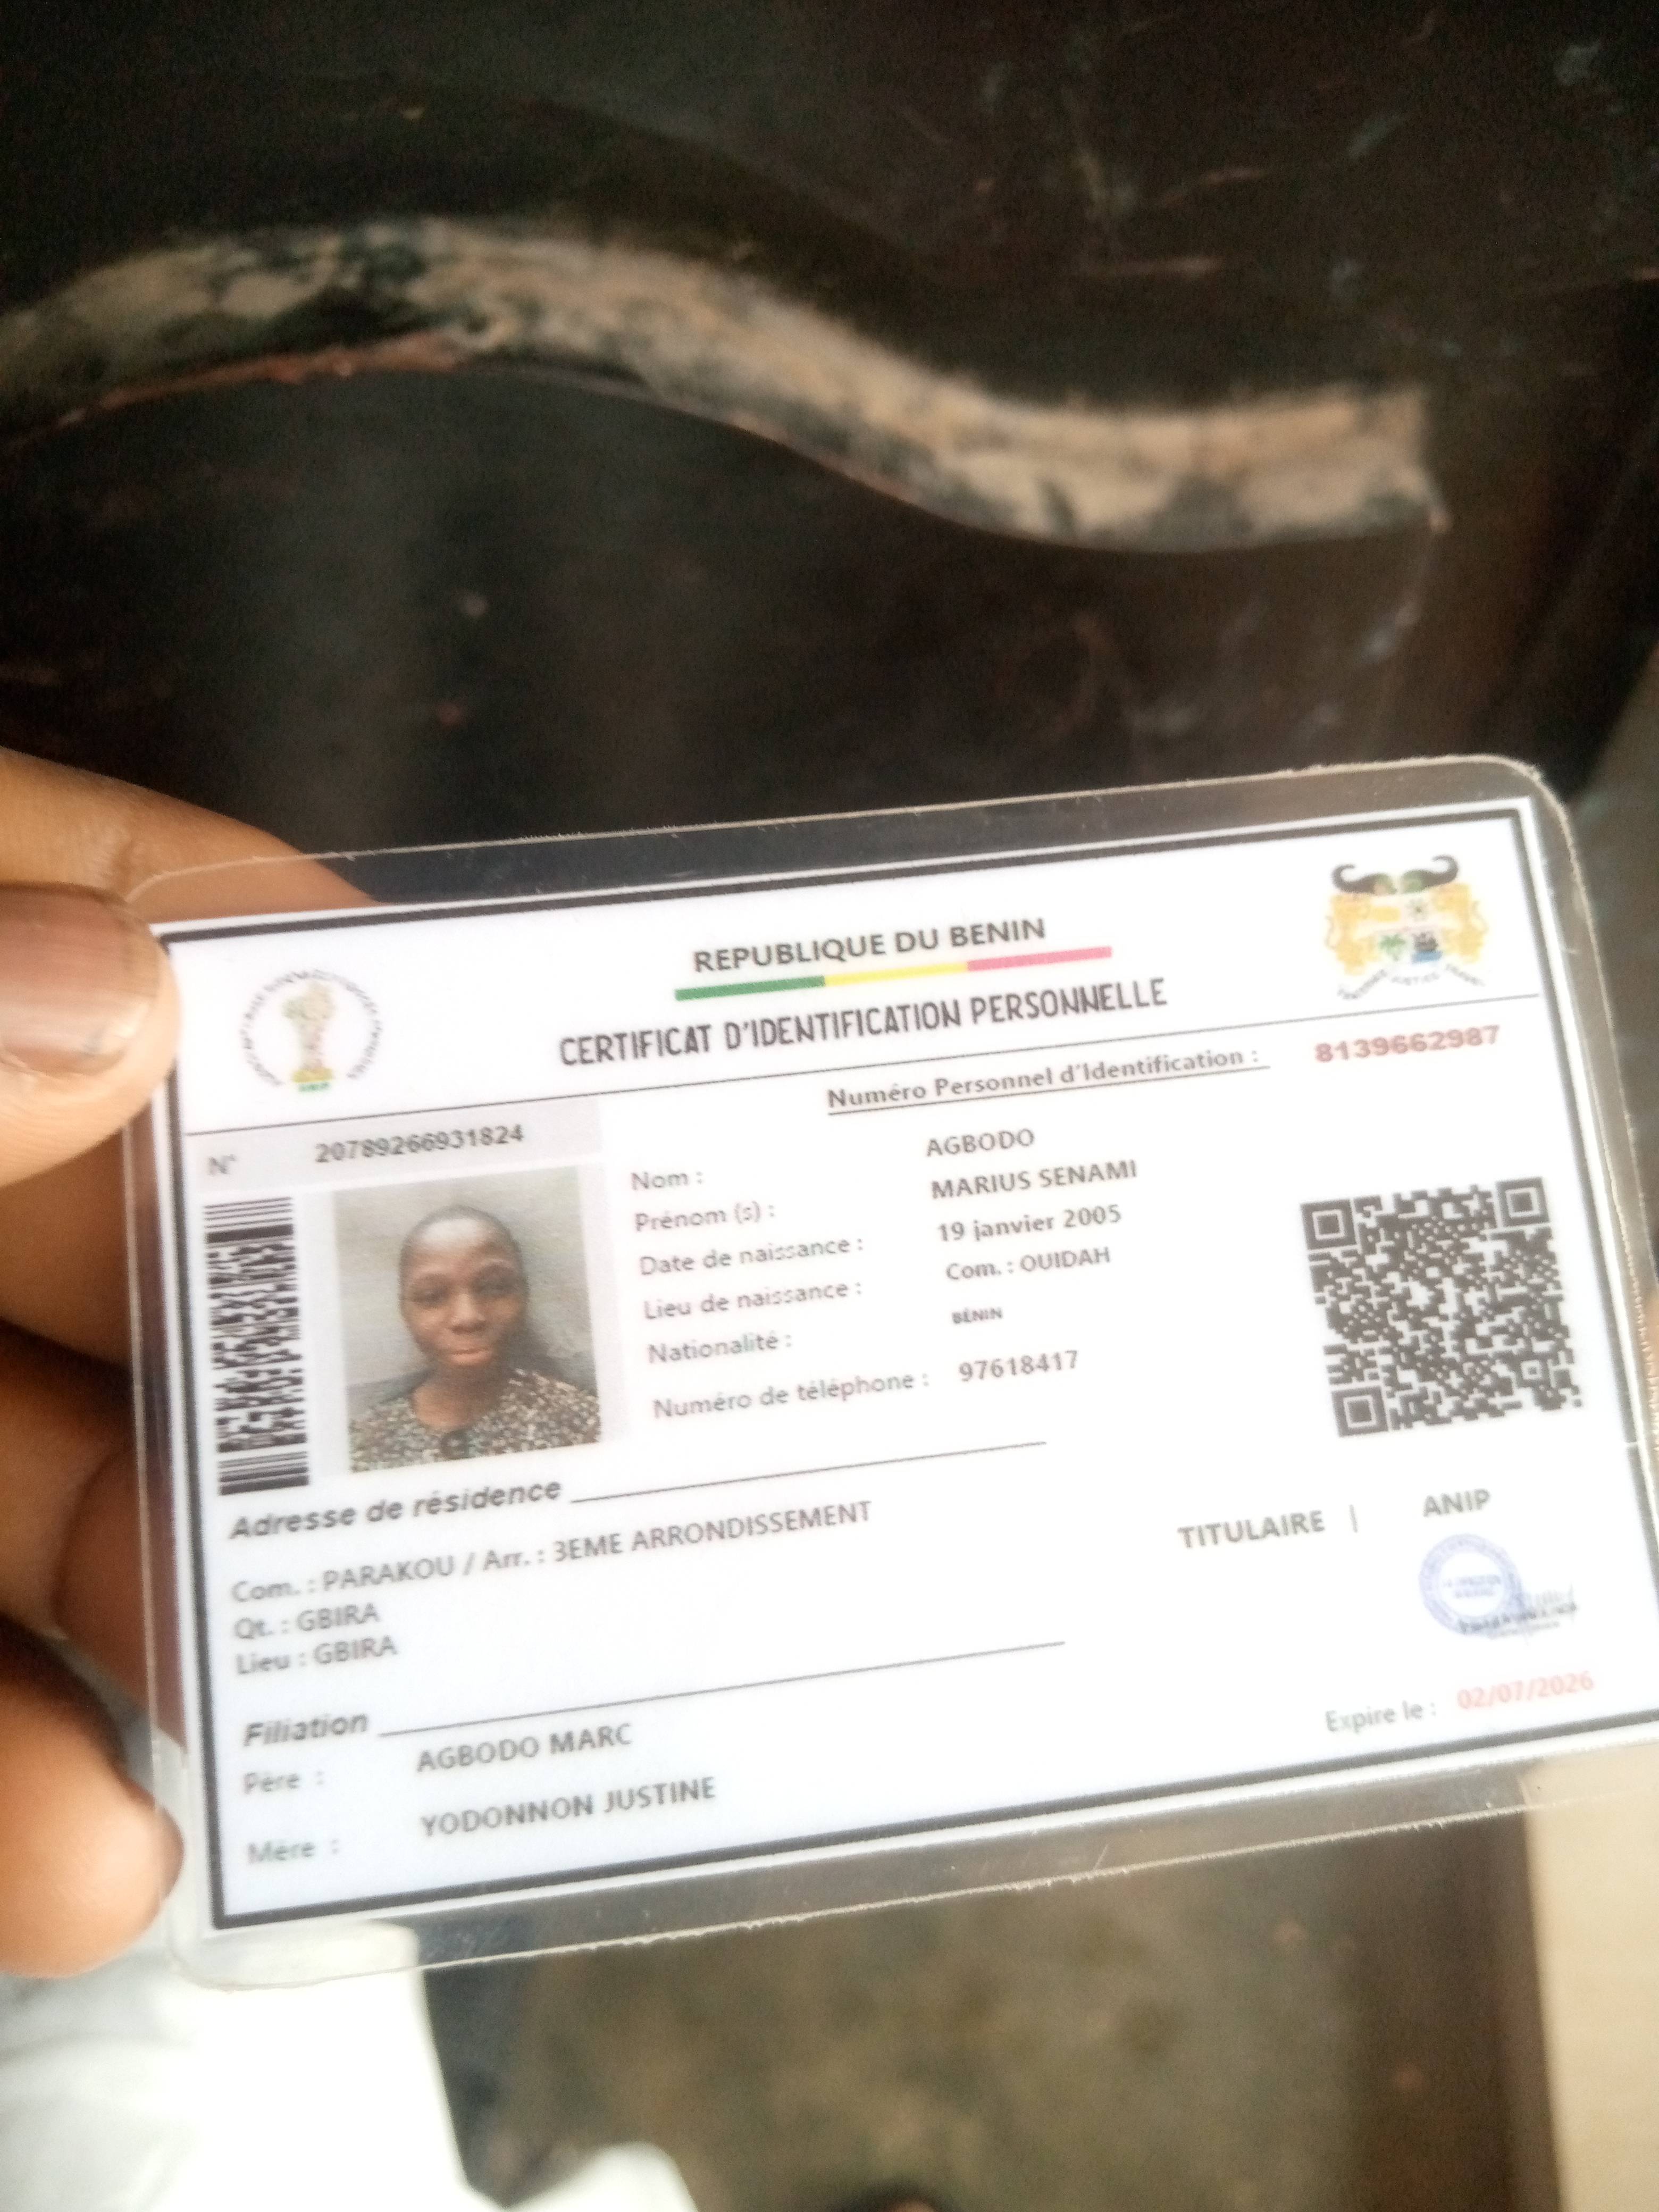 REPUBLIQUE DU BENIN
CERTIFICAT D'IDENTIFICATION PERSONNELLE
Numéro Personnel d'Identification : 8139662987
N° 20789266931824
Nom : AGBODO
Prénom (s) : MARIUS SENAMI
Date de naissance : 19 janvier 2005
Lieu de naissance : Com. : OUIDAH
Nationalité : BÉNIN
Numéro de téléphone : 97618417
Adresse de résidence
Com. : PARAKOU / Arr. : 3EME ARRONDISSEMENT
Qt. : GBIRA
Lieu : GBIRA
TITULAIRE | ANIP
Filiation
Père : AGBODO MARC
Mère : YODONNON JUSTINE
Expire le : 02/07/2026